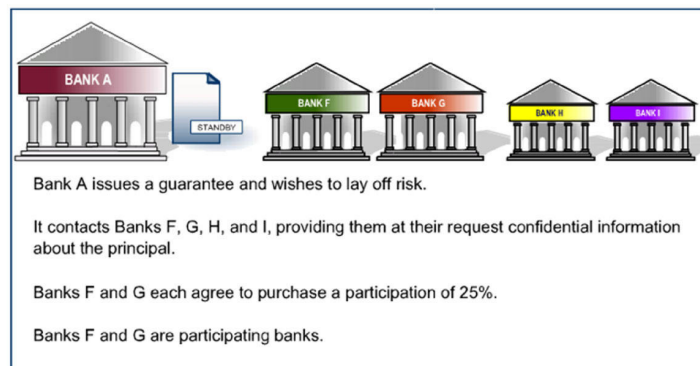 BANK A
STANDBY
BANK F
BANK G
BANK H
BANK I
Bank A issues a guarantee and wishes to lay off risk.
It contacts Banks F, G, H, and I, providing them at their request confidential information
about the principal.
Banks F and G each agree to purchase a participation of 25%.
Banks F and G are participating banks.